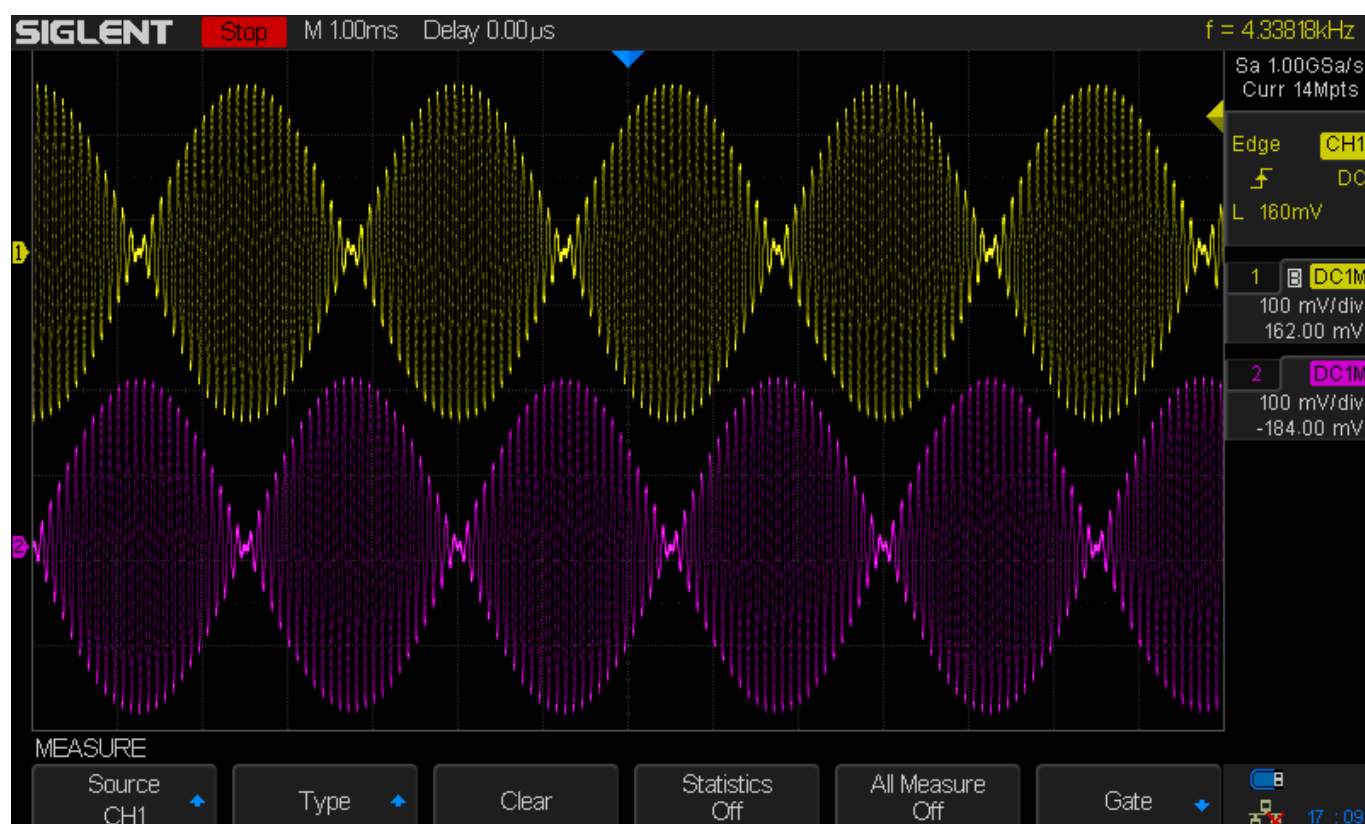 SIGLENT Stop M 1.00ms Delay 0.00µs f = 4.33818kHz
Sa 1.00GSa/s
Curr 14Mpts
Edge CH1
DC
L 160mV
1 B DC1M
100 mV/div
162.00 mV
2 DC1M
100 mV/div
-184.00 mV
1
2
MEASURE
Source
CH1
Type
Clear
Statistics
Off
All Measure
Off
Gate
17 : 09